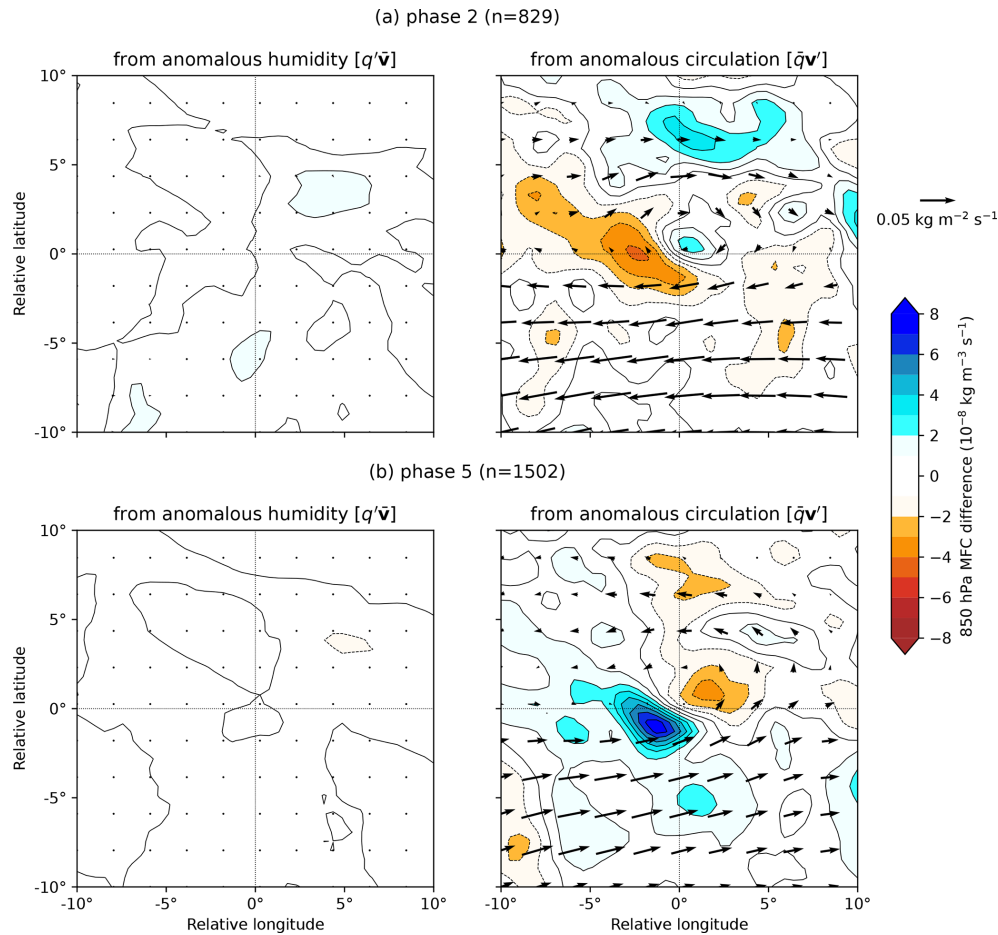 (a) phase 2 (n=829)
from anomalous humidity [q′v̄]
from anomalous circulation [q̄v′]
10°
5°
0°
-5°
-10°
Relative latitude
0.05 kg m⁻² s⁻¹
8
6
4
2
0
−2
−4
−6
−8
850 hPa MFC difference (10⁻⁸ kg m⁻³ s⁻¹)
(b) phase 5 (n=1502)
from anomalous humidity [q′v̄]
from anomalous circulation [q̄v′]
10°
5°
0°
-5°
-10°
Relative latitude
-10° -5° 0° 5° 10°
Relative longitude
-10° -5° 0° 5° 10°
Relative longitude